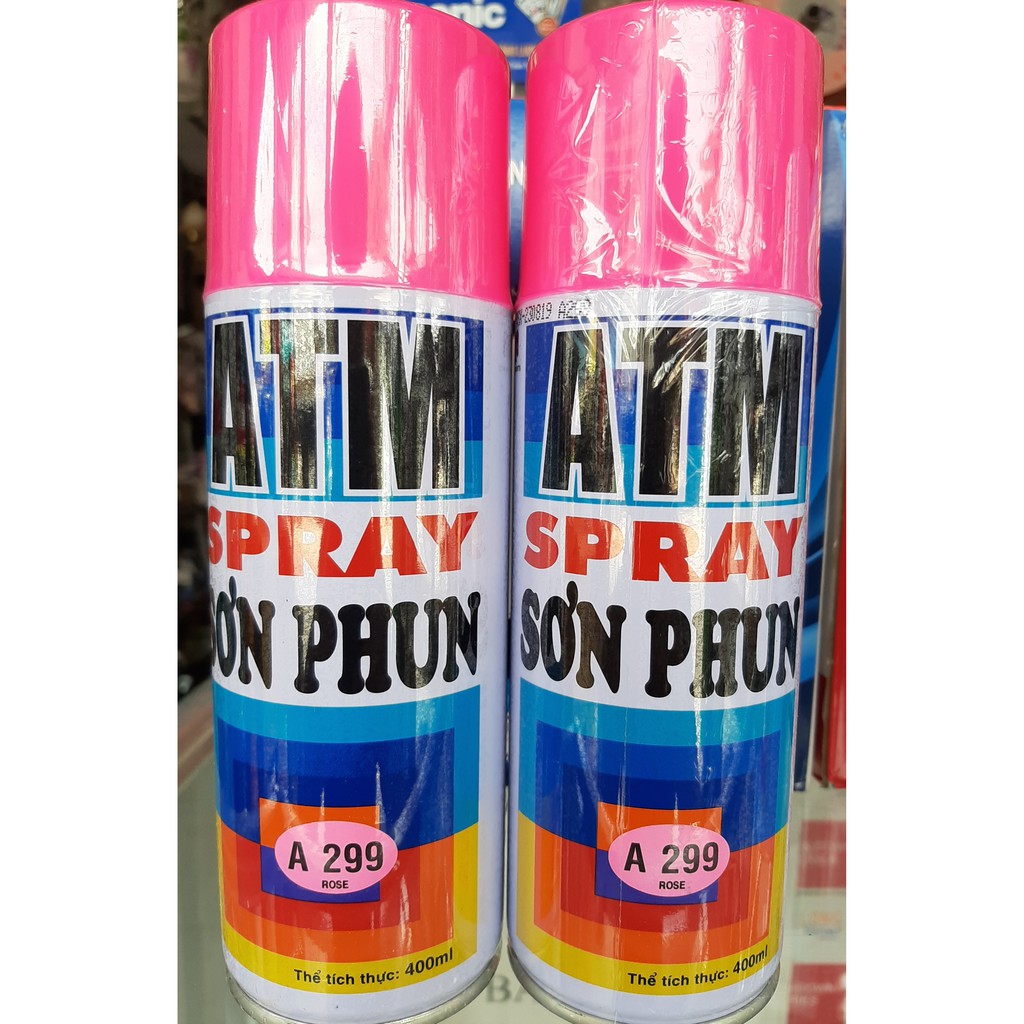 ATM
SPRAY
SƠN PHUN
A 299
ROSE
Thể tích thực: 400ml
ATM
SPRAY
SƠN PHUN
A 299
ROSE
Thể tích thực: 400ml